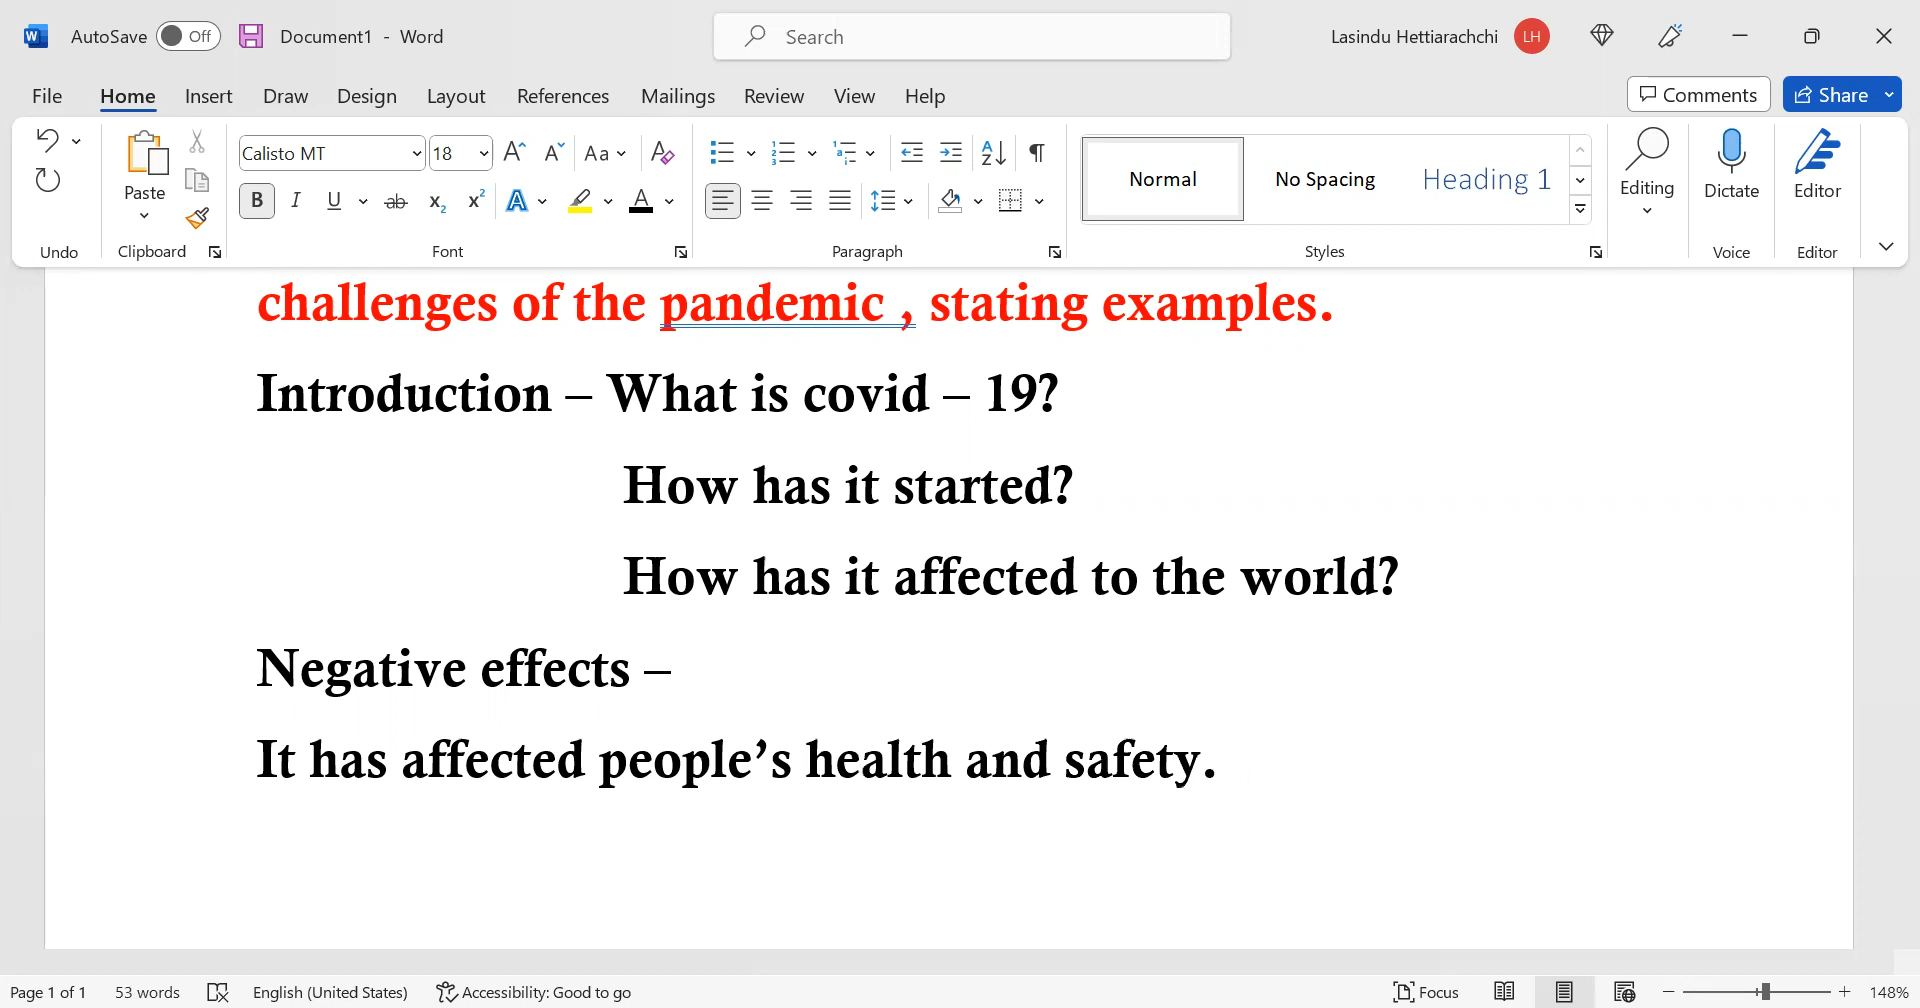 AutoSave Off Document1 - Word Search Lasindu Hettiarachchi LH
File Home Insert Draw Design Layout References Mailings Review View Help Comments Share
Paste Calisto MT 18 Aa Normal No Spacing Heading 1 Editing Dictate Editor
Undo Clipboard Font Paragraph Styles Voice Editor
challenges of the pandemic , stating examples.
Introduction – What is covid – 19?
How has it started?
How has it affected to the world?
Negative effects –
It has affected people’s health and safety.
Page 1 of 1 53 words English (United States) Accessibility: Good to go Focus 148%